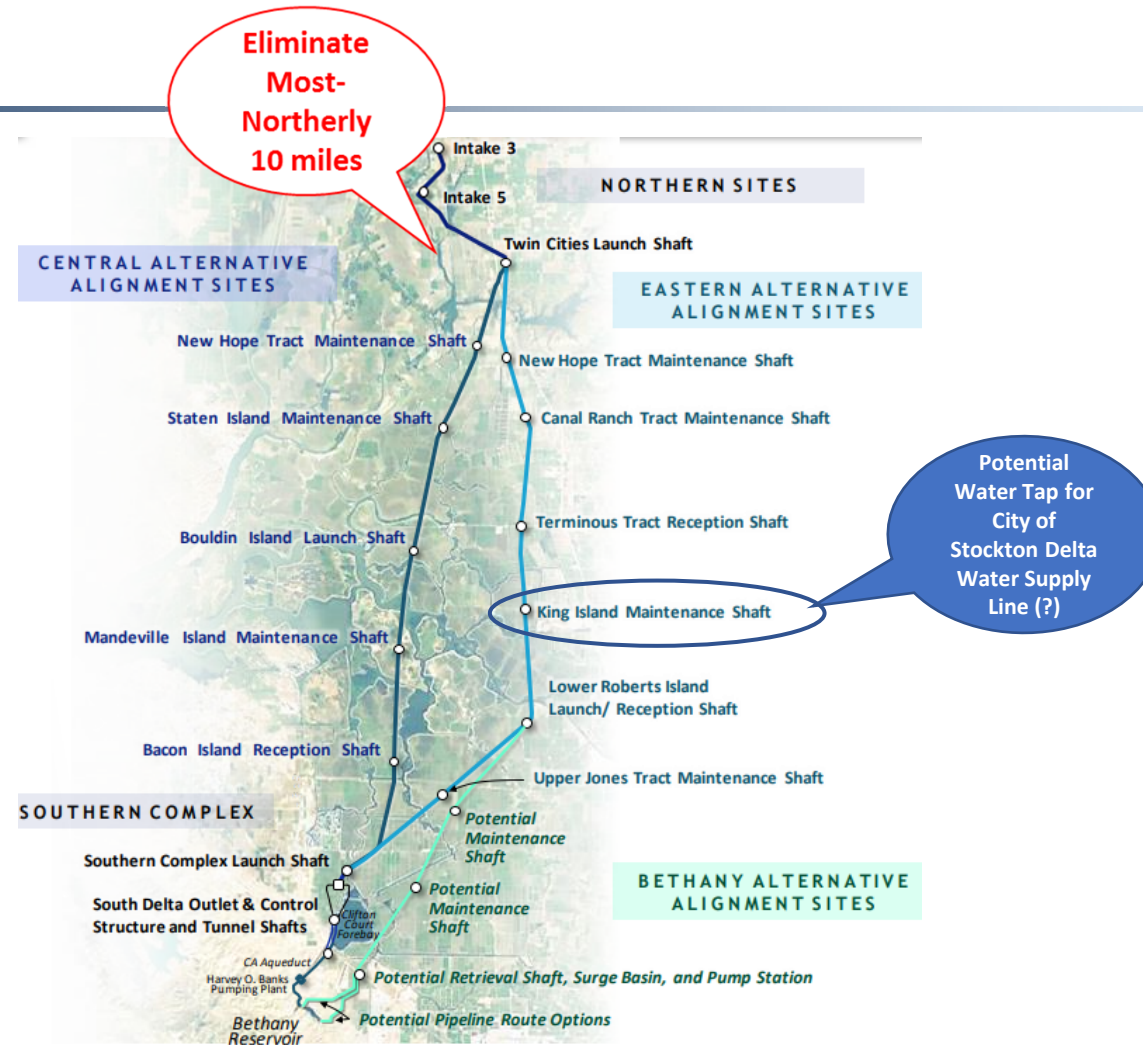 Eliminate
Most-
Northerly
10 miles
Intake 3
NORTHERN SITES
Intake 5
Twin Cities Launch Shaft
CENTRAL ALTERNATIVE
ALIGNMENT SITES
EASTERN ALTERNATIVE
ALIGNMENT SITES
New Hope Tract Maintenance Shaft
New Hope Tract Maintenance Shaft
Staten Island Maintenance Shaft
Canal Ranch Tract Maintenance Shaft
Potential
Water Tap for
City of
Stockton Delta
Water Supply
Line (?)
Terminous Tract Reception Shaft
Bouldin Island Launch Shaft
King Island Maintenance Shaft
Mandeville Island Maintenance Shaft
Lower Roberts Island
Launch/ Reception Shaft
Bacon Island Reception Shaft
Upper Jones Tract Maintenance Shaft
SOUTHERN COMPLEX
Potential
Maintenance
Shaft
Southern Complex Launch Shaft
BETHANY ALTERNATIVE
ALIGNMENT SITES
Potential
Maintenance
Shaft
South Delta Outlet & Control
Structure and Tunnel Shafts
Clifton
Court
Forebay
CA Aqueduct
Harvey O. Banks
Pumping Plant
Potential Retrieval Shaft, Surge Basin, and Pump Station
Potential Pipeline Route Options
Bethany
Reservoir